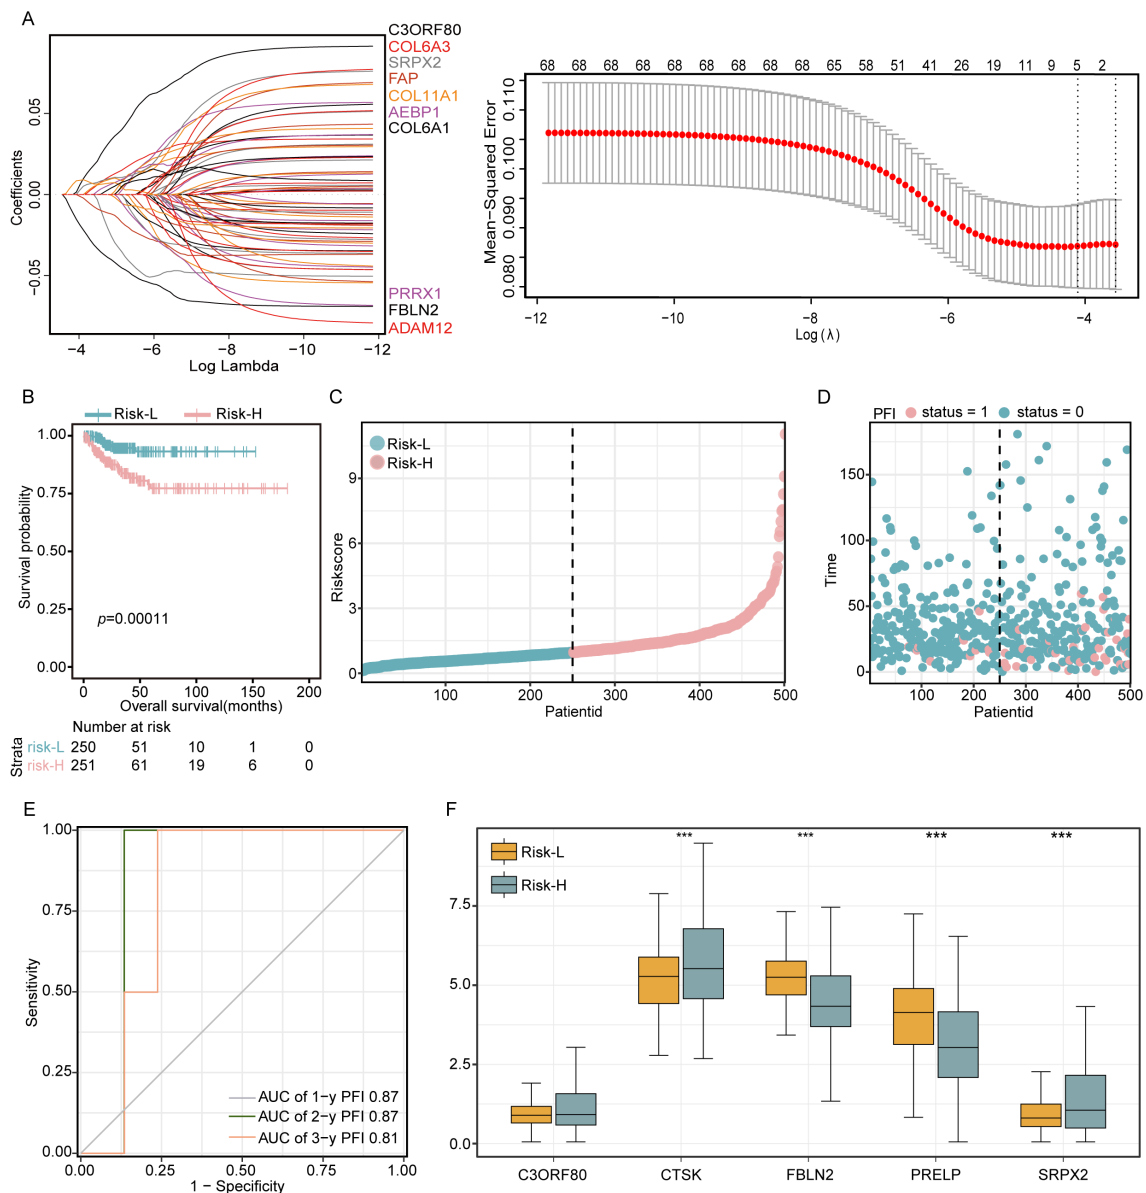 A
C3ORF80
COL6A3
SRPX2
FAP
COL11A1
AEBP1
COL6A1
PRRX1
FBLN2
ADAM12
Coefficients
0.05
0.00
−0.05
−4 −6 −8 −10 −12
Log Lambda
68 68 68 68 68 68 68 68 68 65 58 51 41 26 19 11 9 5 2
Mean−Squared Error
0.110
0.100
0.090
0.080
−12 −10 −8 −6 −4
Log (λ)
B
Risk-L Risk-H
Survival probability
1.00
0.75
0.50
0.25
0.00
p=0.00011
0 50 100 150 200
Overall survival(months)
Number at risk
Strata
risk-L 250 51 10 1 0
risk-H 251 61 19 6 0
C
Risk-L
Risk-H
Riskscore
9
6
3
0
100 200 300 400 500
Patientid
D
PFI status = 1 status = 0
Time
150
100
50
0
100 200 300 400 500
Patientid
E
Sensitivity
1.00
0.75
0.50
0.25
0.00
AUC of 1−y PFI 0.87
AUC of 2−y PFI 0.87
AUC of 3−y PFI 0.81
0.00 0.25 0.50 0.75 1.00
1 − Specificity
F
*** *** *** ***
Risk-L
Risk-H
7.5
5.0
2.5
0.0
C3ORF80 CTSK FBLN2 PRELP SRPX2